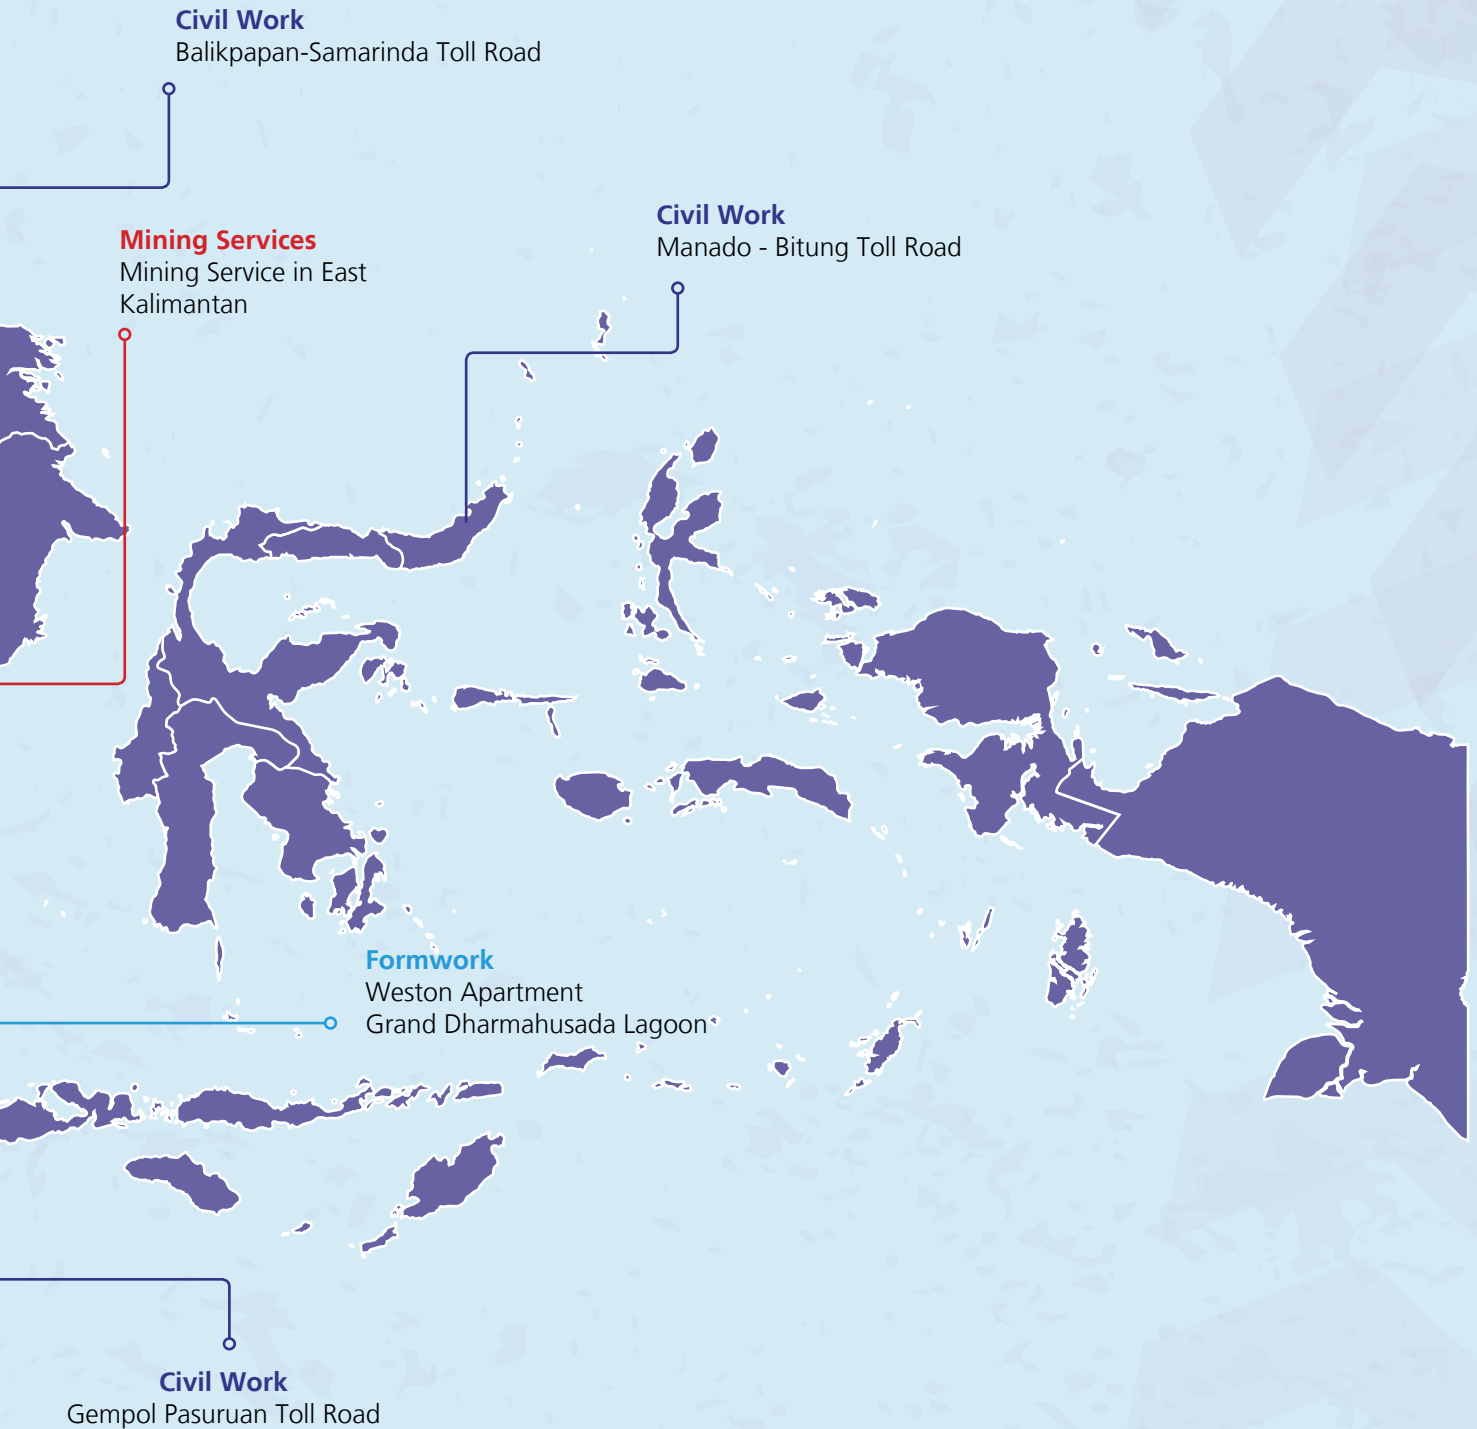 Civil Work
Balikpapan-Samarinda Toll Road
Civil Work
Manado - Bitung Toll Road
Mining Services
Mining Service in East
Kalimantan
Formwork
Weston Apartment
Grand Dharmahusada Lagoon
Civil Work
Gempol Pasuruan Toll Road